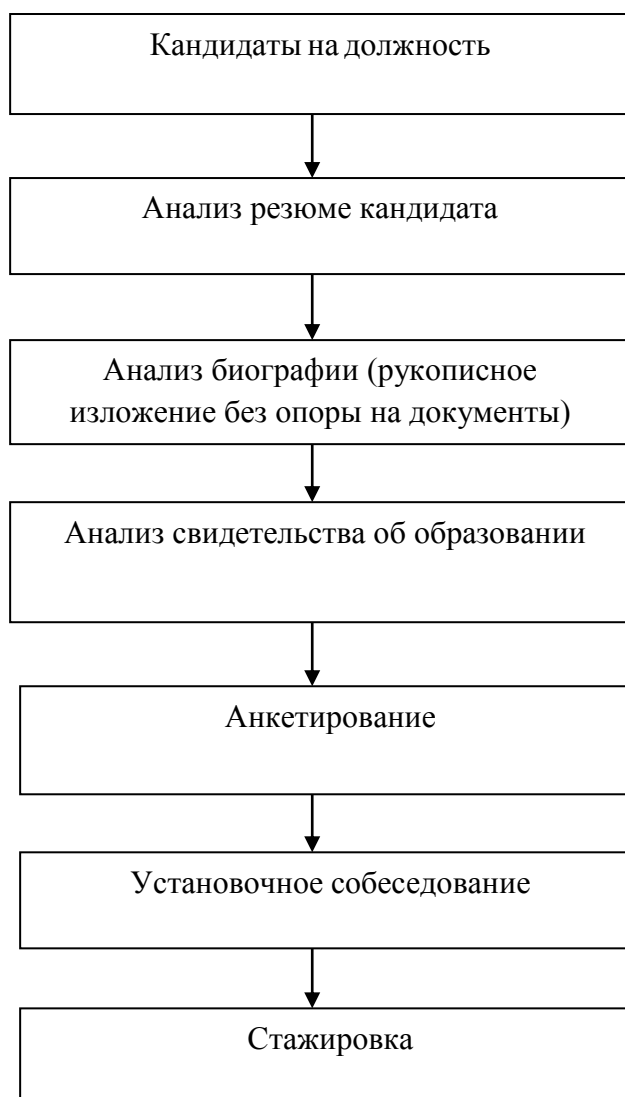 Кандидаты на должность
Анализ резюме кандидата
Анализ биографии (рукописное
изложение без опоры на документы)
Анализ свидетельства об образовании
Анкетирование
Установочное собеседование
Стажировка